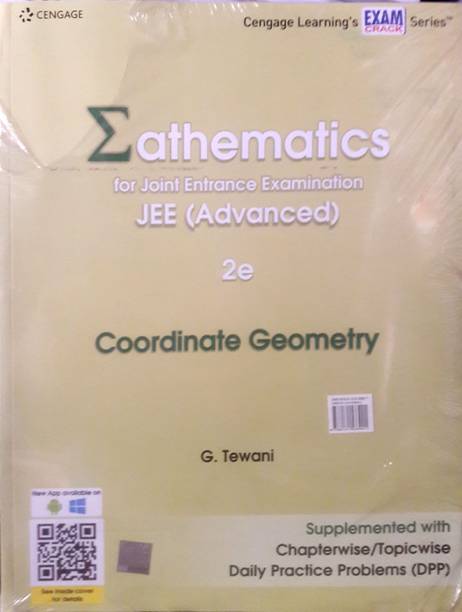 CENGAGE
Cengage Learning's EXAM CRACK Series™
Σathematics
for Joint Entrance Examination
JEE (Advanced)
2e
Coordinate Geometry
G. Tewani
New App available on
See inside cover
for details
Supplemented with
Chapterwise/Topicwise
Daily Practice Problems (DPP)